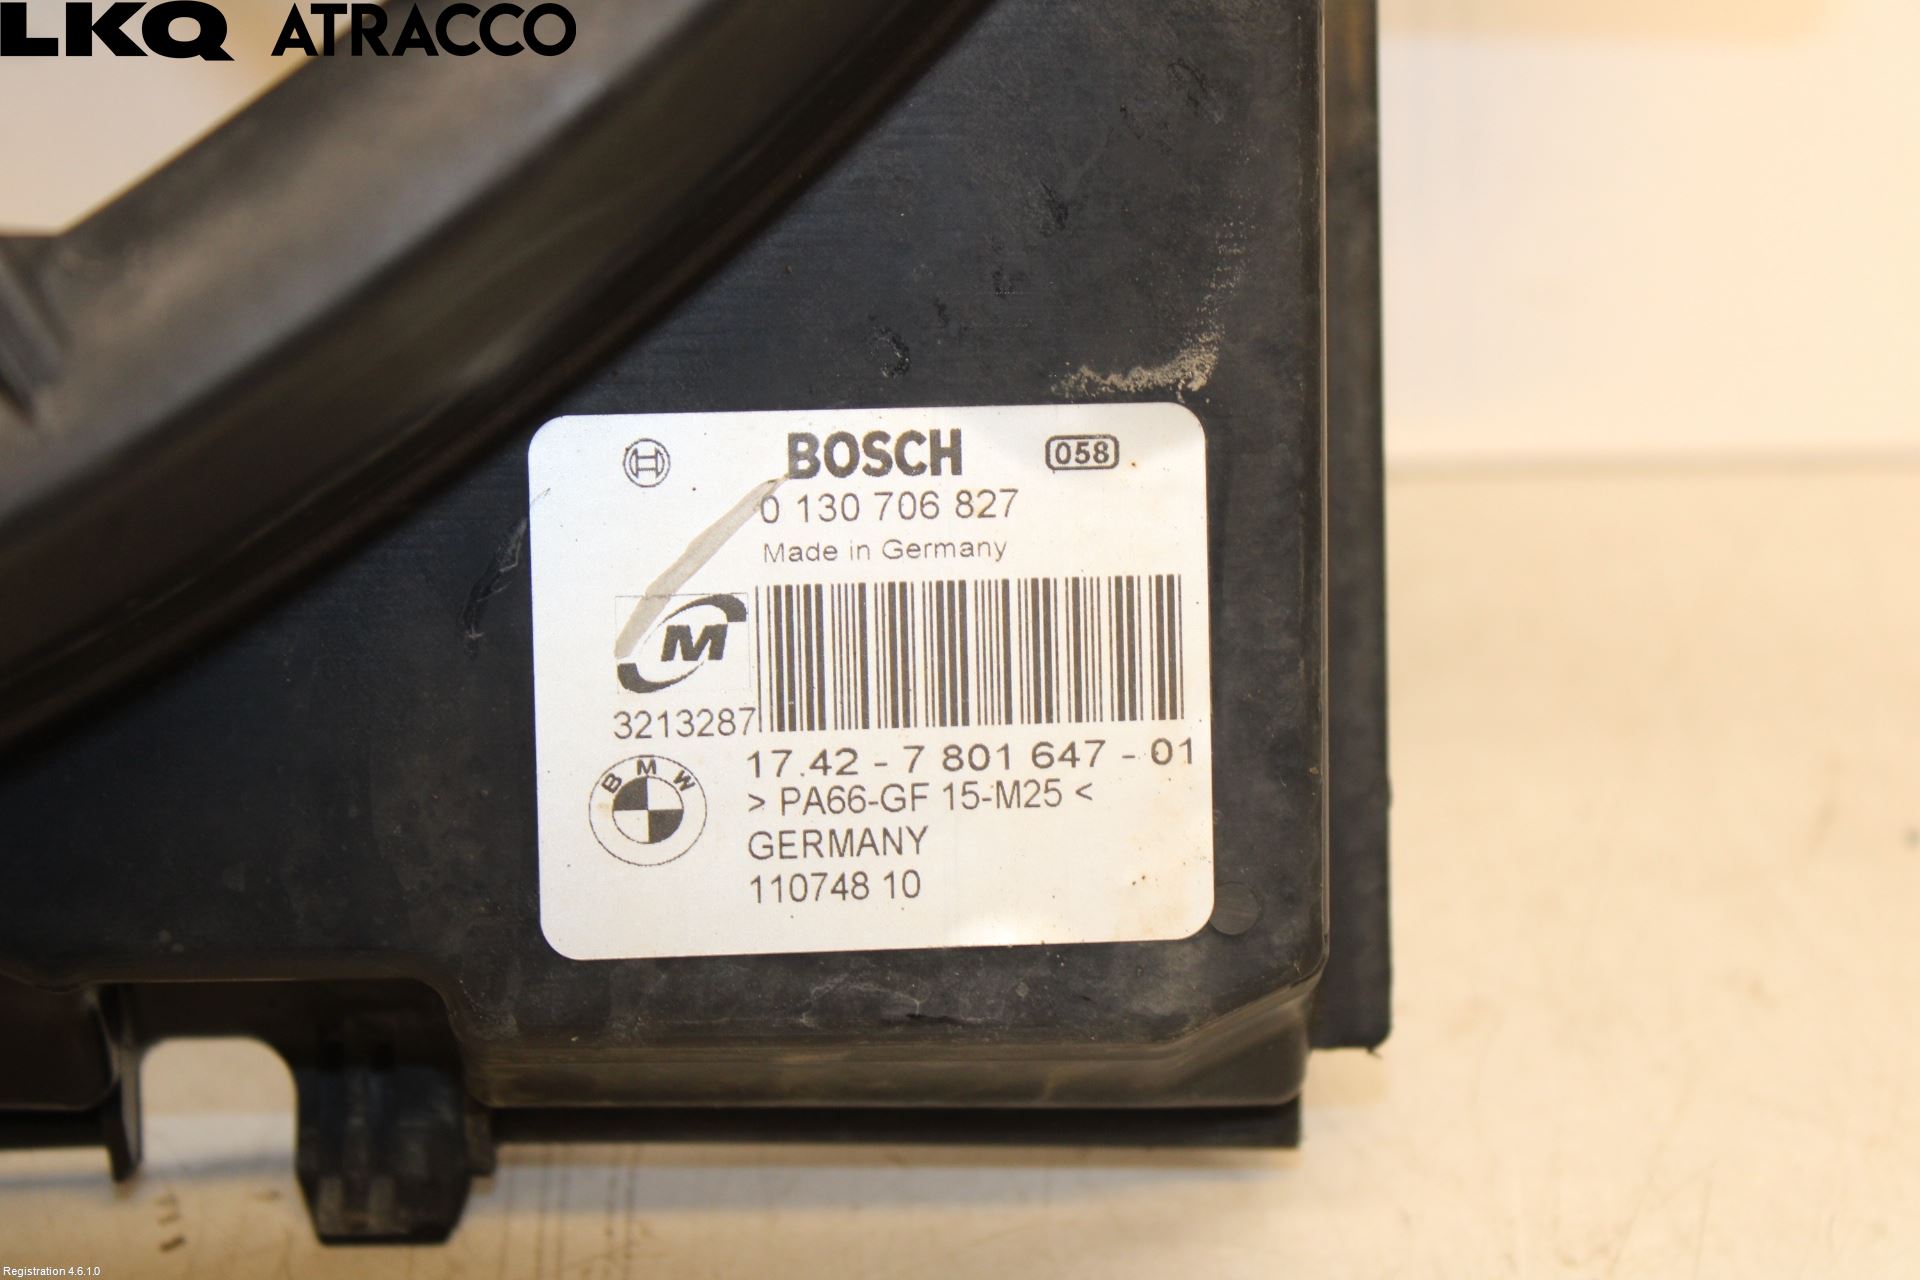 LKQ ATRACCO
BOSCH 058
0 130 706 827
Made in Germany
M
3213287
17.42 - 7 801 647 - 01
BMW
> PA66-GF 15-M25 <
GERMANY
110748 10
Registration 4.6.1.0